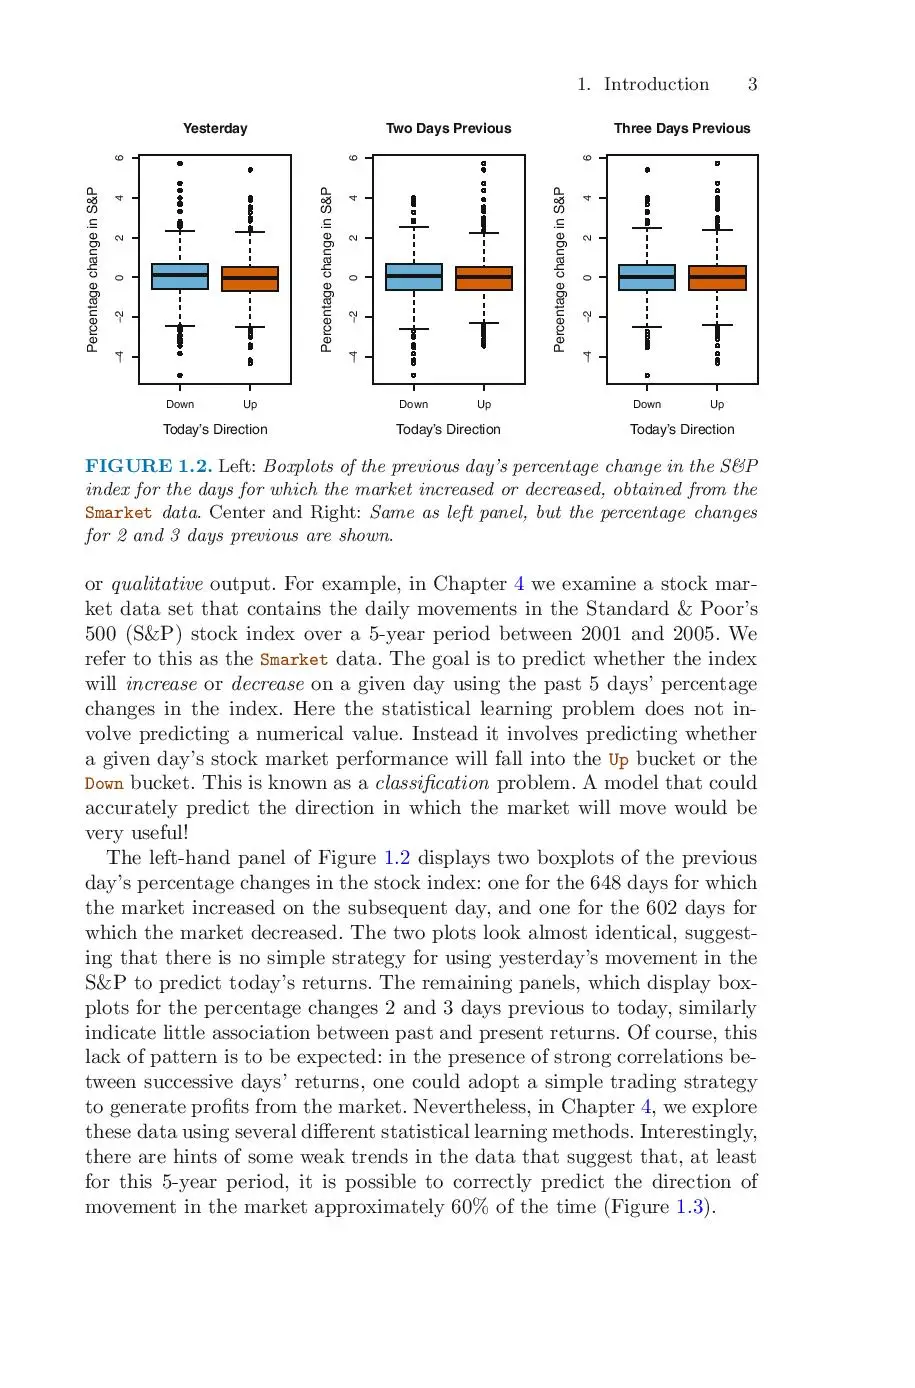 1. Introduction 3
Yesterday
Two Days Previous
Three Days Previous
Percentage change in S&P
6
4
2
0
−2
−4
Down Up
Today's Direction
Percentage change in S&P
6
4
2
0
−2
−4
Down Up
Today's Direction
Percentage change in S&P
6
4
2
0
−2
−4
Down Up
Today's Direction
FIGURE 1.2. Left: Boxplots of the previous day's percentage change in the S&P
index for the days for which the market increased or decreased, obtained from the
Smarket data. Center and Right: Same as left panel, but the percentage changes
for 2 and 3 days previous are shown.
or qualitative output. For example, in Chapter 4 we examine a stock mar-
ket data set that contains the daily movements in the Standard & Poor's
500 (S&P) stock index over a 5-year period between 2001 and 2005. We
refer to this as the Smarket data. The goal is to predict whether the index
will increase or decrease on a given day using the past 5 days' percentage
changes in the index. Here the statistical learning problem does not in-
volve predicting a numerical value. Instead it involves predicting whether
a given day's stock market performance will fall into the Up bucket or the
Down bucket. This is known as a classification problem. A model that could
accurately predict the direction in which the market will move would be
very useful!
The left-hand panel of Figure 1.2 displays two boxplots of the previous
day's percentage changes in the stock index: one for the 648 days for which
the market increased on the subsequent day, and one for the 602 days for
which the market decreased. The two plots look almost identical, suggest-
ing that there is no simple strategy for using yesterday's movement in the
S&P to predict today's returns. The remaining panels, which display box-
plots for the percentage changes 2 and 3 days previous to today, similarly
indicate little association between past and present returns. Of course, this
lack of pattern is to be expected: in the presence of strong correlations be-
tween successive days' returns, one could adopt a simple trading strategy
to generate profits from the market. Nevertheless, in Chapter 4, we explore
these data using several different statistical learning methods. Interestingly,
there are hints of some weak trends in the data that suggest that, at least
for this 5-year period, it is possible to correctly predict the direction of
movement in the market approximately 60% of the time (Figure 1.3).